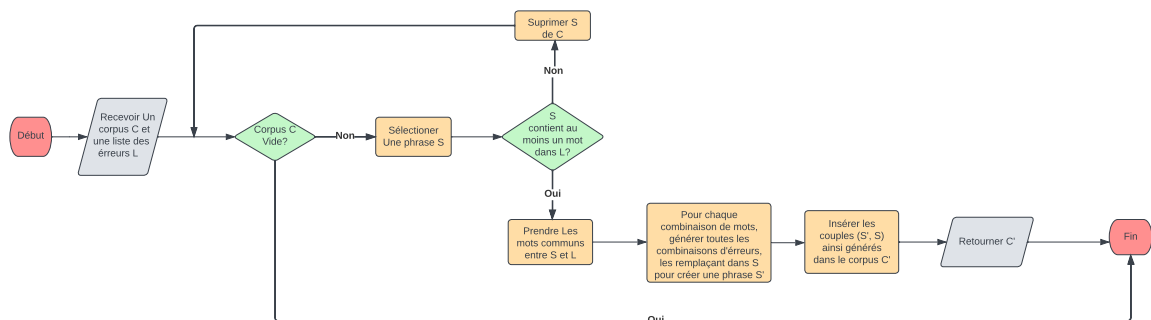 Suprimer S
de C
Non
Début
Recevoir Un
corpus C et
une liste des
érreurs L
Corpus C
Vide?
Non
Sélectioner
Une phrase S
S
contient au
moins un mot
dans L?
Oui
Prendre Les
mots communs
entre S et L
Pour chaque
combinaison de mots,
générer toutes les
combinaisons d'érreurs,
les remplaçant dans S
pour créer une phrase S'
Insérer les
couples (S', S)
ainsi générés
dans le corpus C'
Retourner C'
Fin
Oui